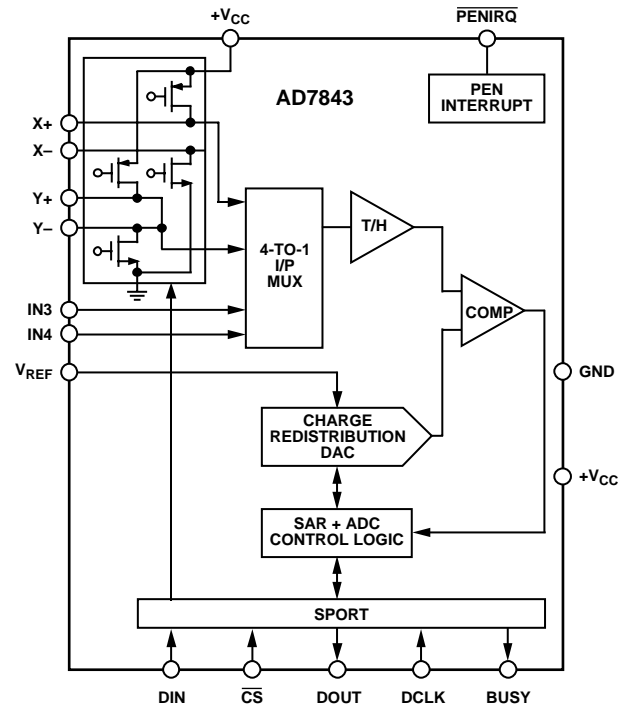 +VCC
PENIRQ
AD7843
PEN
INTERRUPT
X+
X–
Y+
Y–
4-TO-1
I/P
MUX
T/H
COMP
IN3
IN4
VREF
GND
CHARGE
REDISTRIBUTION
DAC
+VCC
SAR + ADC
CONTROL LOGIC
SPORT
DIN
CS
DOUT
DCLK
BUSY